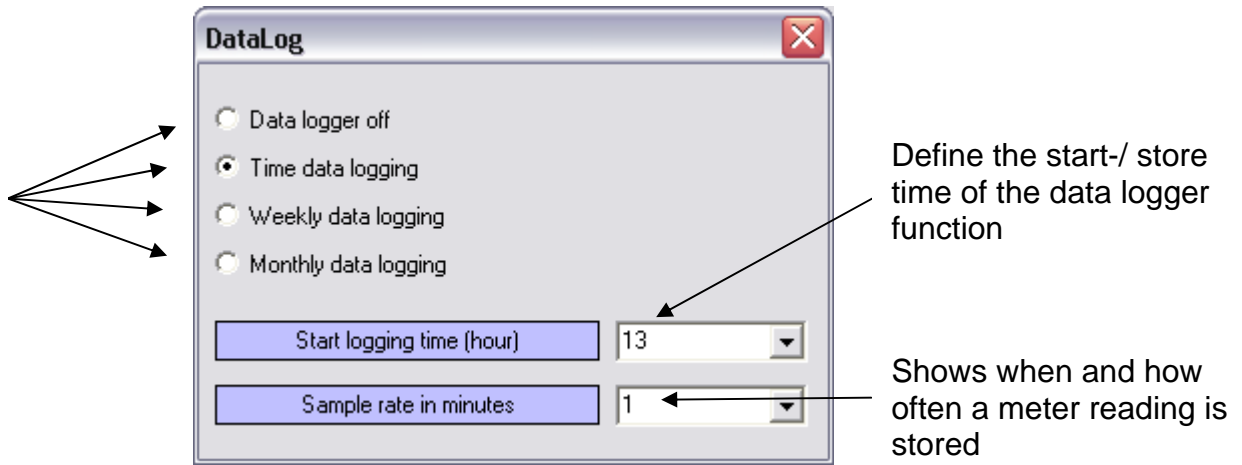 DataLog
Data logger off
Time data logging
Weekly data logging
Monthly data logging
Start logging time (hour)
13
Sample rate in minutes
1
Define the start-/ store
time of the data logger
function
Shows when and how
often a meter reading is
stored